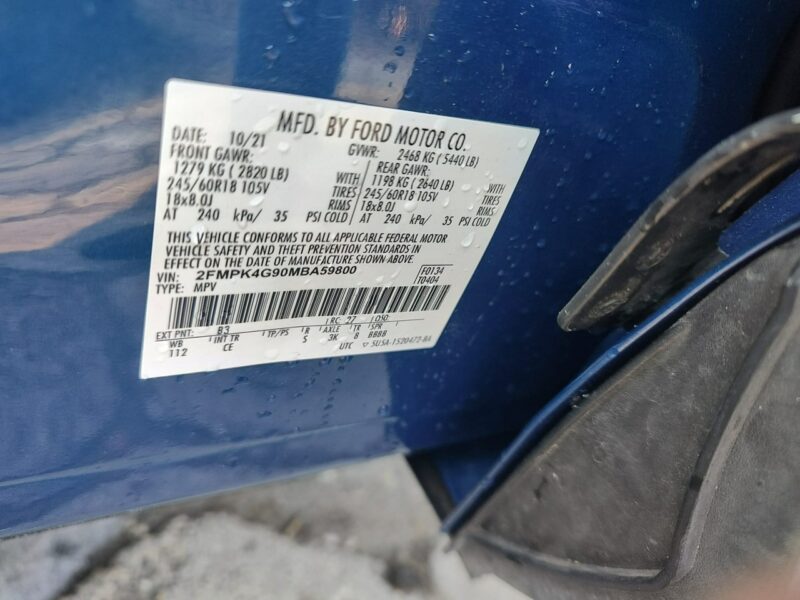 MFD. BY FORD MOTOR CO.
DATE: 10/21 GVWR: 2468 KG ( 5440 LB)
FRONT GAWR: REAR GAWR:
1279 KG ( 2820 LB) WITH 1198 KG ( 2640 LB) WITH
245/60R18 105V TIRES 245/60R18 105V TIRES
18x8.0J RIMS 18x8.0J RIMS
AT 240 kPa/ 35 PSI COLD AT 240 kPa/ 35 PSI COLD
THIS VEHICLE CONFORMS TO ALL APPLICABLE FEDERAL MOTOR
VEHICLE SAFETY AND THEFT PREVENTION STANDARDS IN
EFFECT ON THE DATE OF MANUFACTURE SHOWN ABOVE.
VIN: 2FMPK4G90MBA59800 F0134
TYPE: MPV T0404
RC: 27 DSO:
EXT PNT: B3
WB INT TR TP/PS R AXLE TR SPR
112 CE S 3K 8 BBBB
UTC